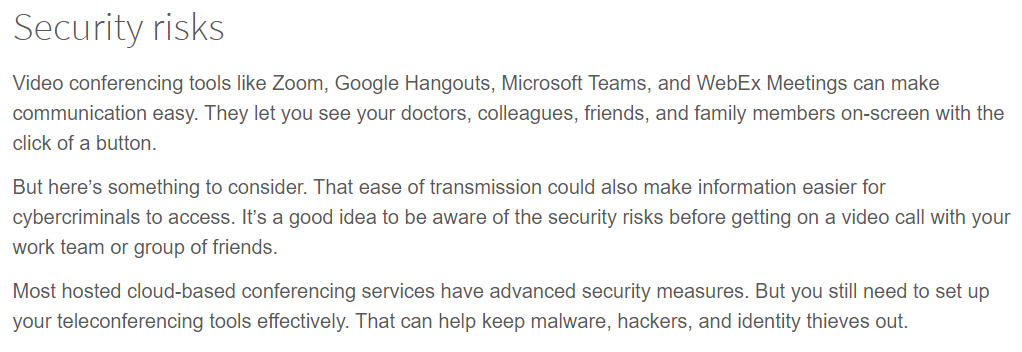 Security risks
Video conferencing tools like Zoom, Google Hangouts, Microsoft Teams, and WebEx Meetings can make
communication easy. They let you see your doctors, colleagues, friends, and family members on-screen with the
click of a button.
But here’s something to consider. That ease of transmission could also make information easier for
cybercriminals to access. It’s a good idea to be aware of the security risks before getting on a video call with your
work team or group of friends.
Most hosted cloud-based conferencing services have advanced security measures. But you still need to set up
your teleconferencing tools effectively. That can help keep malware, hackers, and identity thieves out.